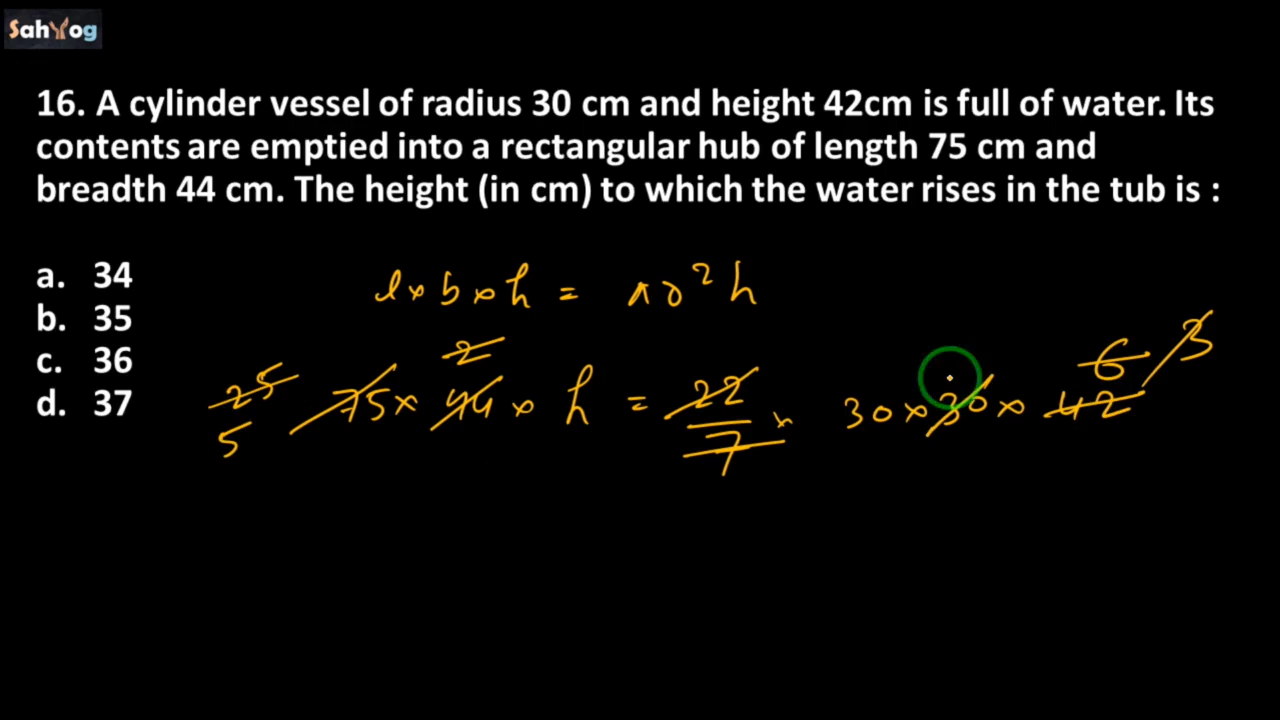 SahYog
16. A cylinder vessel of radius 30 cm and height 42cm is full of water. Its
contents are emptied into a rectangular hub of length 75 cm and
breadth 44 cm. The height (in cm) to which the water rises in the tub is :
a. 34
b. 35
c. 36
d. 37
l × b × h = πr²h
2 6 3
25 75 × 44 × h = 22/7 × 30 × 30 × 42
5